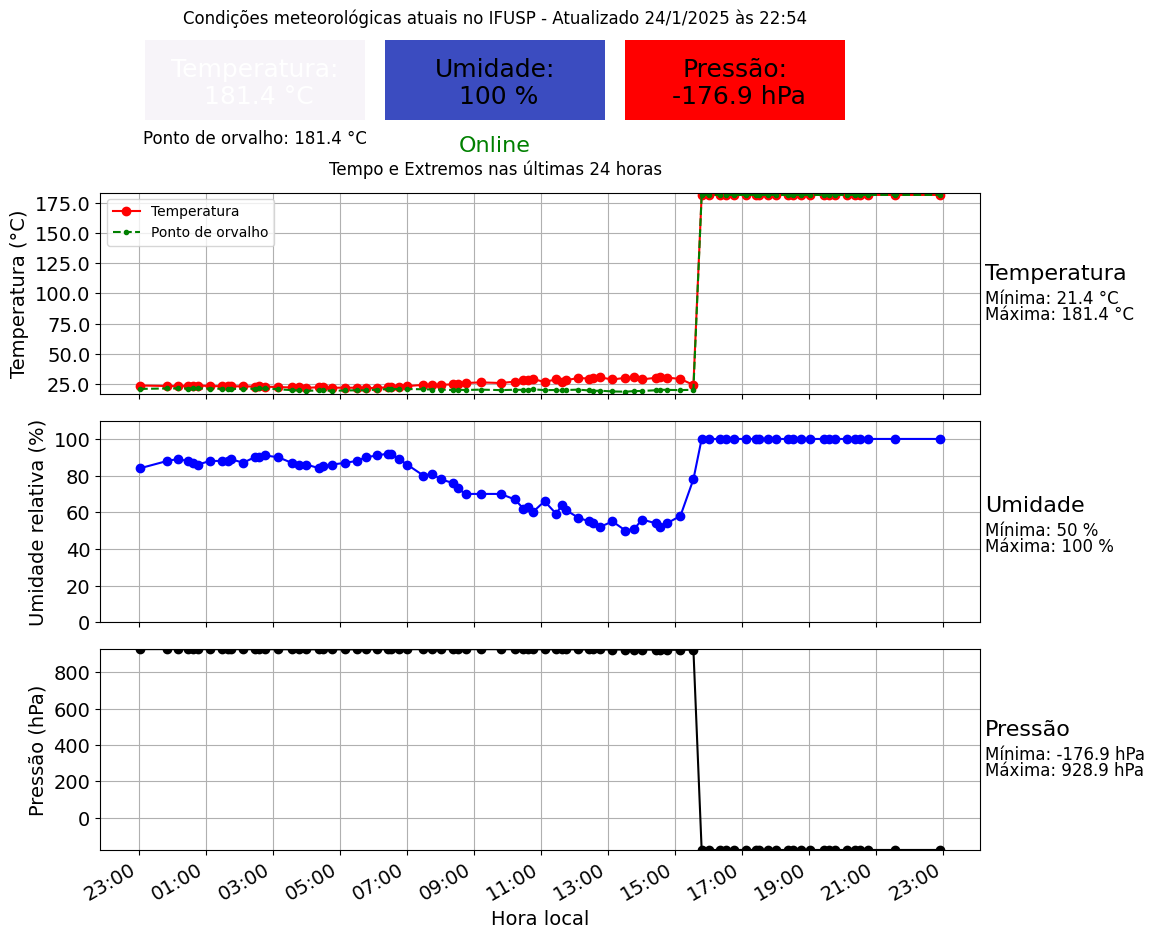 Condições meteorológicas atuais no IFUSP - Atualizado 24/1/2025 às 22:54
Temperatura:
181.4 °C
Umidade:
100 %
Pressão:
-176.9 hPa
Ponto de orvalho: 181.4 °C
Online
Tempo e Extremos nas últimas 24 horas
Temperatura (°C)
175.0
150.0
125.0
100.0
75.0
50.0
25.0
Temperatura
Ponto de orvalho
Temperatura
Mínima: 21.4 °C
Máxima: 181.4 °C
Umidade relativa (%)
100
80
60
40
20
0
Umidade
Mínima: 50 %
Máxima: 100 %
Pressão (hPa)
800
600
400
200
0
Pressão
Mínima: -176.9 hPa
Máxima: 928.9 hPa
23:00 01:00 03:00 05:00 07:00 09:00 11:00 13:00 15:00 17:00 19:00 21:00 23:00
Hora local